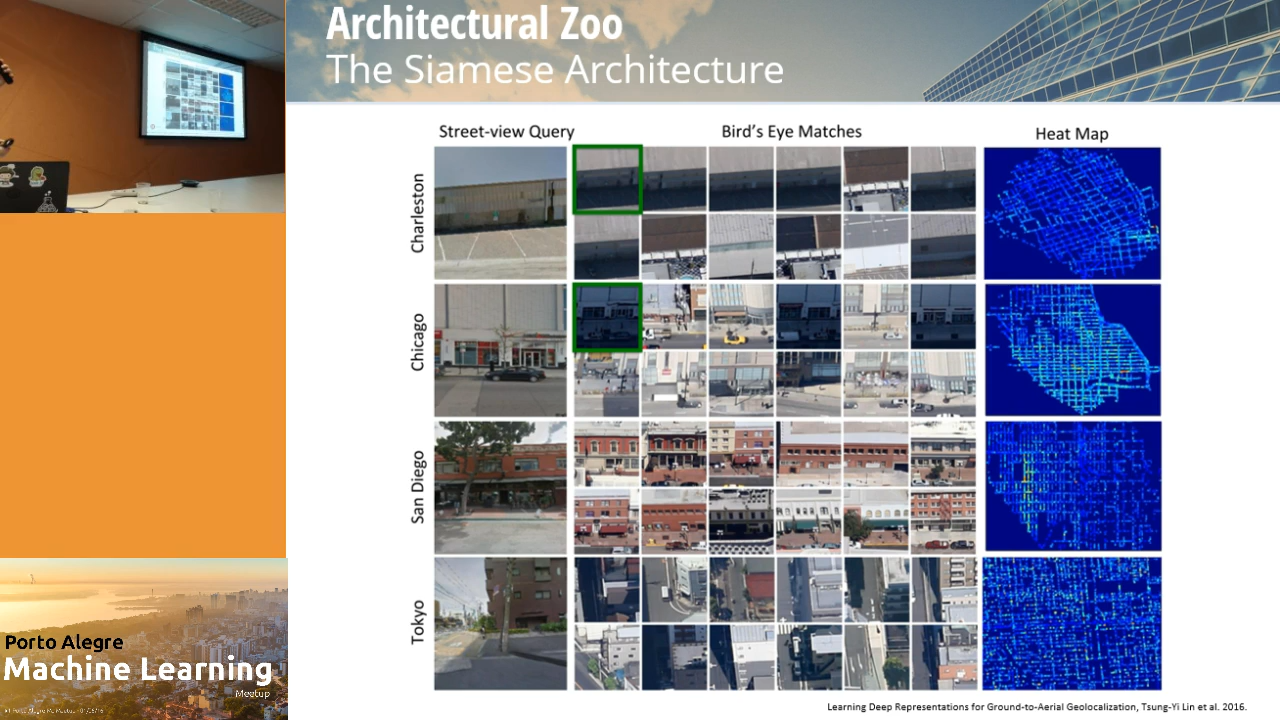 Architectural Zoo
The Siamese Architecture
Street-view Query
Bird's Eye Matches
Heat Map
Charleston
Chicago
San Diego
Tokyo
Learning Deep Representations for Ground-to-Aerial Geolocalization, Tsung-Yi Lin et al. 2016.
Porto Alegre
Machine Learning
Meetup